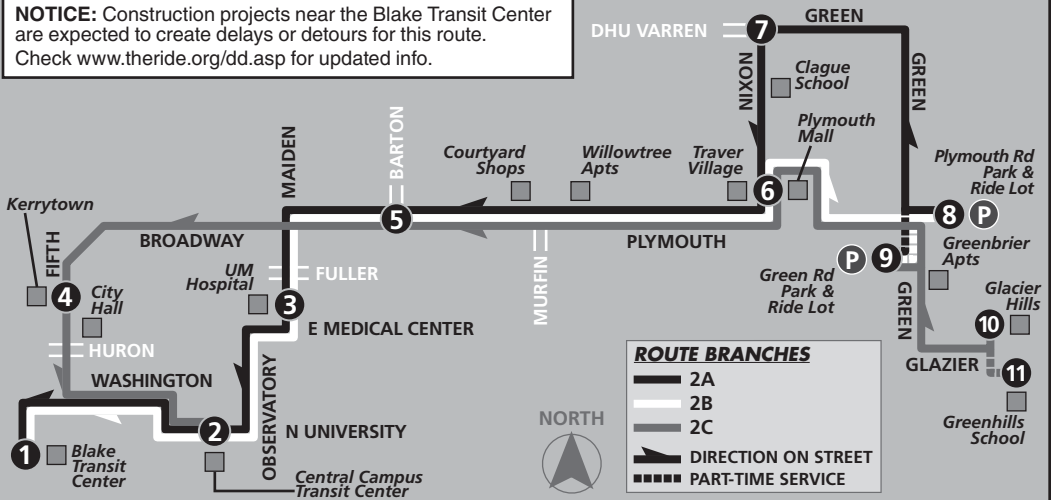 NOTICE: Construction projects near the Blake Transit Center
are expected to create delays or detours for this route.
Check www.theride.org/dd.asp for updated info.
DHU VARREN
7
GREEN
NIXON
Clague
School
GREEN
Plymouth
Mall
MAIDEN
BARTON
Courtyard
Shops
Willowtree
Apts
Traver
Village
6
Plymouth Rd
Park &
Ride Lot
8
P
Kerrytown
5
BROADWAY
PLYMOUTH
FIFTH
UM
Hospital
FULLER
MURFIN
Green Rd
Park &
Ride Lot
P
9
Greenbrier
Apts
4
City
Hall
3
E MEDICAL CENTER
GREEN
Glacier
Hills
10
HURON
GLAZIER
11
WASHINGTON
OBSERVATORY
Greenhills
School
1
Blake
Transit
Center
2
N UNIVERSITY
Central Campus
Transit Center
NORTH
ROUTE BRANCHES
2A
2B
2C
DIRECTION ON STREET
PART-TIME SERVICE